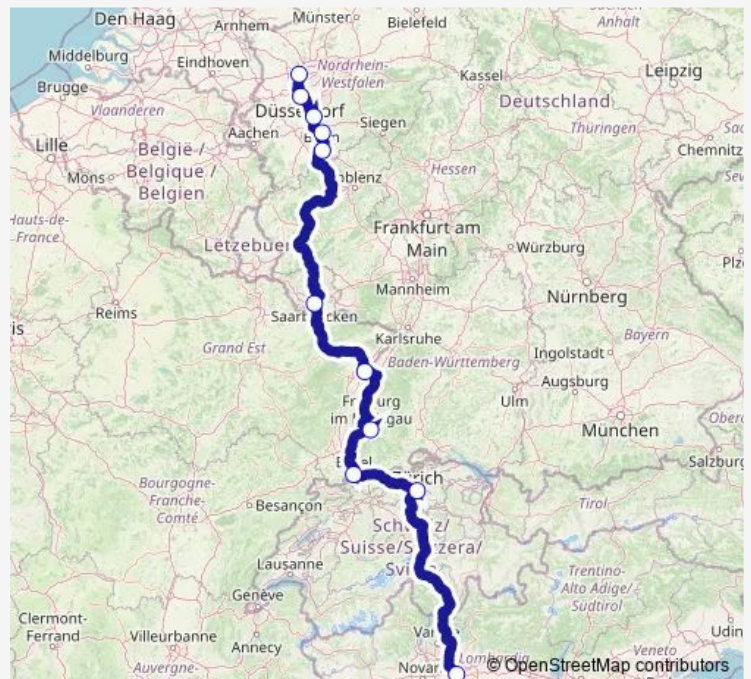 Den Haag
Arnhem
Münster
Bielefeld
Anhalt
Middelburg
Eindhoven
Nordrhein-
Westfalen
Kassel
Leipzig
Brugge
Vlaanderen
Deutschland
Aachen
Siegen
Thüringen
Lille
België /
Belgique /
Belgien
Chemnitz
Mons
Hessen
Hauts-de-
France
Frankfurt am
Main
Würzburg
Mannheim
Nürnberg
Reims
Karlsruhe
Grand Est
Bayern
Ingolstadt
Baden-Württemberg
Augsburg
Ulm
München
Salzburg
Zürich
Bourgogne-
Franche-
Comté
Besançon
Tirol
Suisse/
Lausanne
Genève
Trentino-
Alto Adige/
Südtirol
Clermont-
Ferrand
Villeurbanne
Annecy
Lombardia
Veneto
Auvergne-
© OpenStreetMap contributors